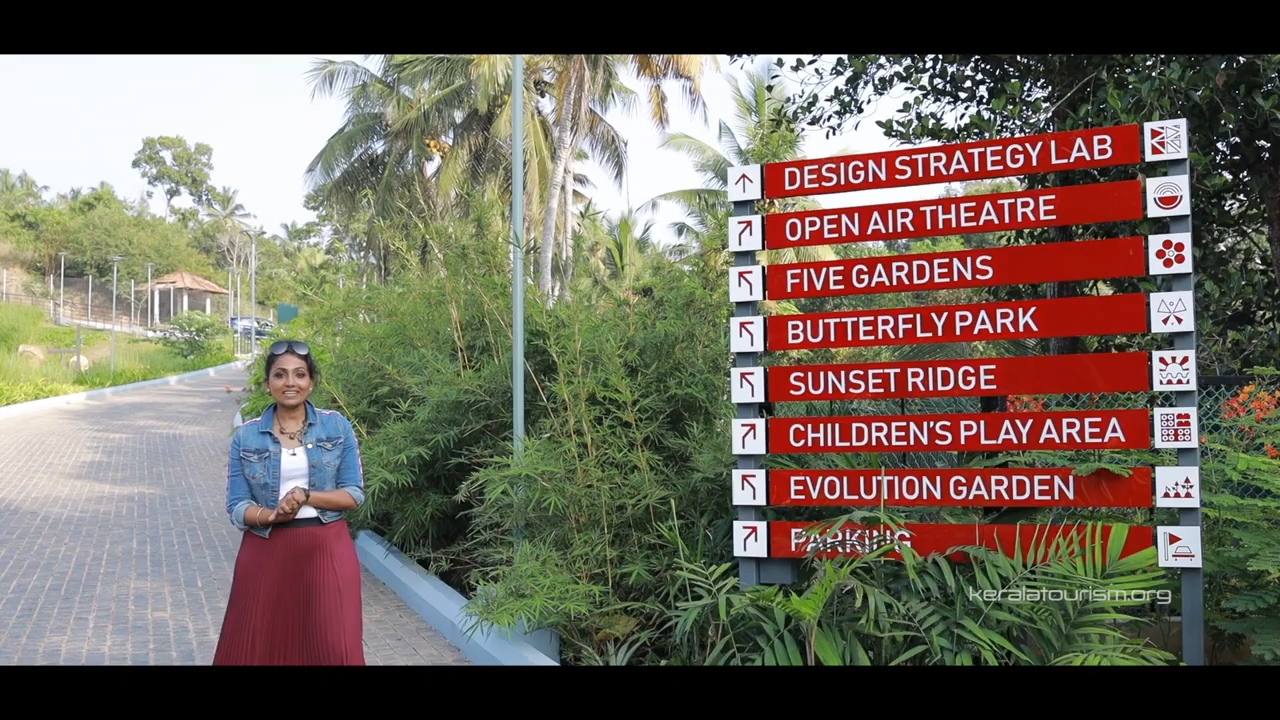 DESIGN STRATEGY LAB
OPEN AIR THEATRE
FIVE GARDENS
BUTTERFLY PARK
SUNSET RIDGE
CHILDREN'S PLAY AREA
EVOLUTION GARDEN
PARKING
keralatourism.org